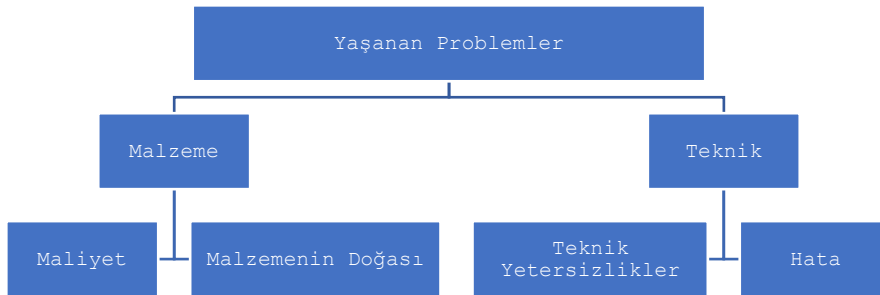 Yaşanan Problemler
Malzeme
Teknik
Maliyet
Malzemenin Doğası
Teknik
Yetersizlikler
Hata